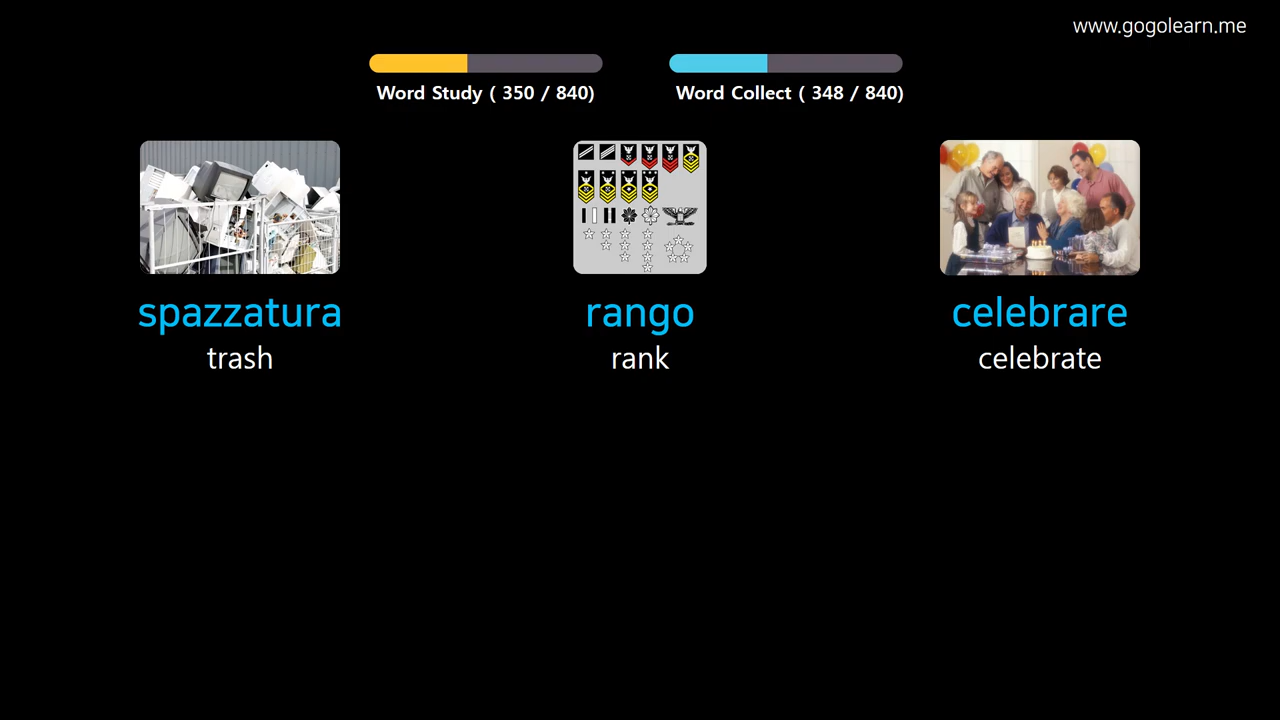 www.gogolearn.me
Word Study ( 350 / 840)
Word Collect ( 348 / 840)
spazzatura
rango
celebrare
trash
rank
celebrate